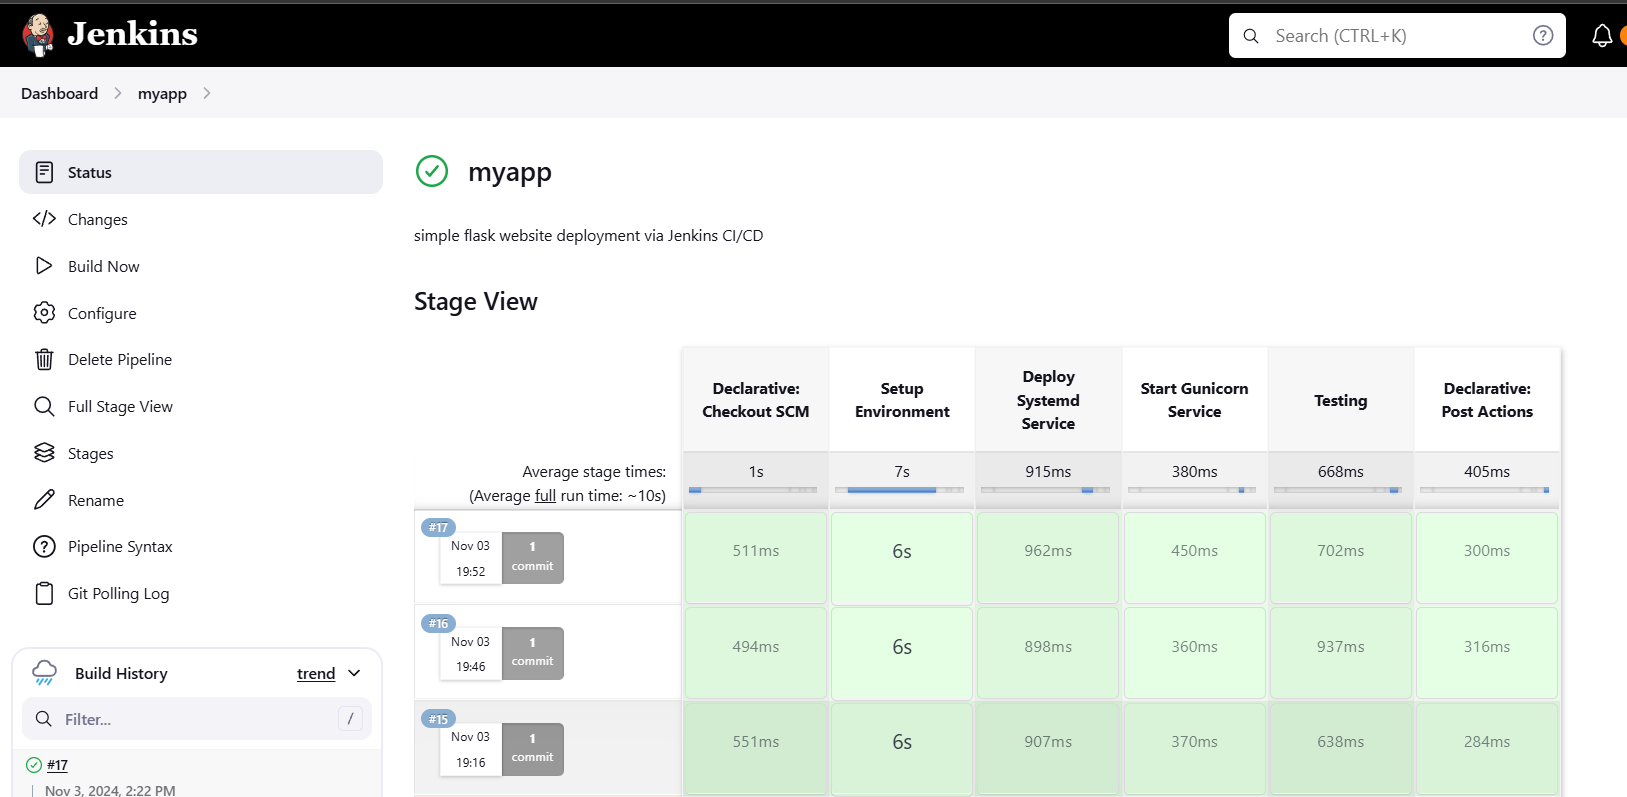 Jenkins
Search (CTRL+K)
?
Dashboard
myapp
Status
Changes
Build Now
Configure
Delete Pipeline
Full Stage View
Stages
Rename
Pipeline Syntax
Git Polling Log
Build History
trend
Filter...
/
#17
Nov 3, 2024, 2:22 PM
myapp
simple flask website deployment via Jenkins CI/CD
Stage View
Declarative:
Checkout SCM
Setup
Environment
Deploy
Systemd
Service
Start Gunicorn
Service
Testing
Declarative:
Post Actions
Average stage times:
(Average full run time: ~10s)
1s
7s
915ms
380ms
668ms
405ms
#17
Nov 03
19:52
1
commit
511ms
6s
962ms
450ms
702ms
300ms
#16
Nov 03
19:46
1
commit
494ms
6s
898ms
360ms
937ms
316ms
#15
Nov 03
19:16
1
commit
551ms
6s
907ms
370ms
638ms
284ms